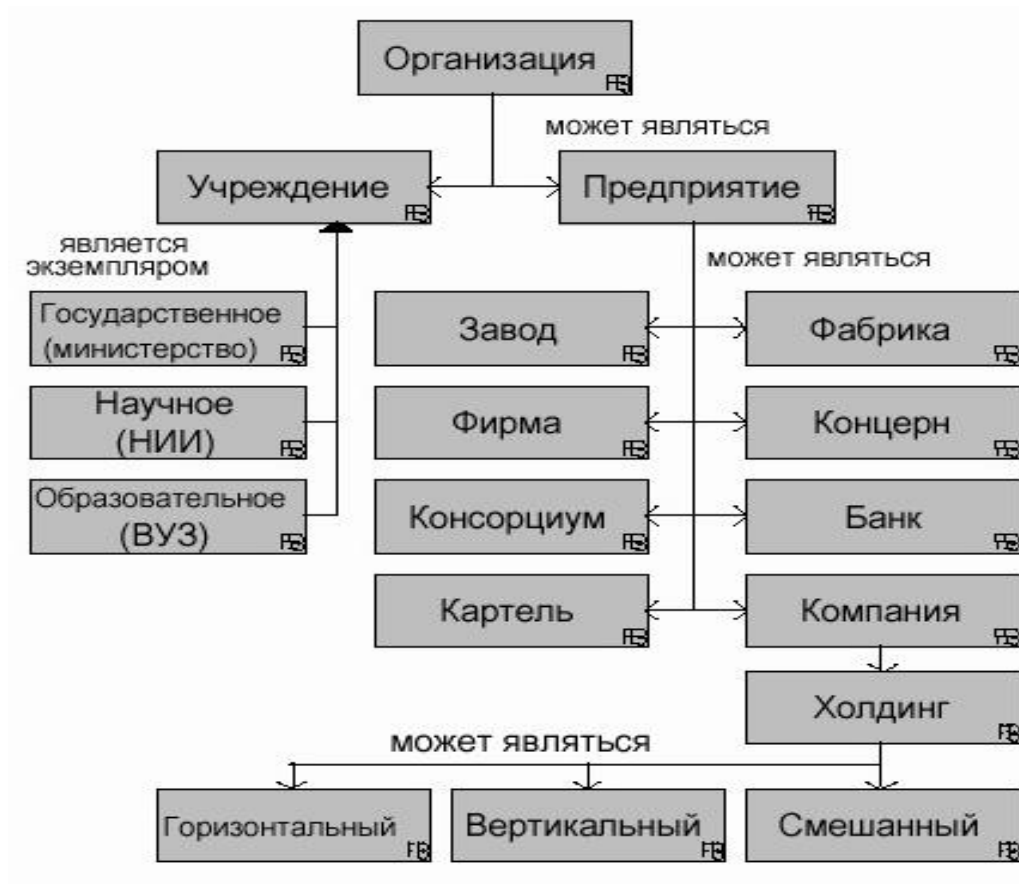 Организация
может являться
Учреждение
Предприятие
является
экземпляром
может являться
Государственное
(министерство)
Завод
Фабрика
Научное
(НИИ)
Фирма
Концерн
Образовательное
(ВУЗ)
Консорциум
Банк
Картель
Компания
Холдинг
может являться
Горизонтальный
Вертикальный
Смешанный